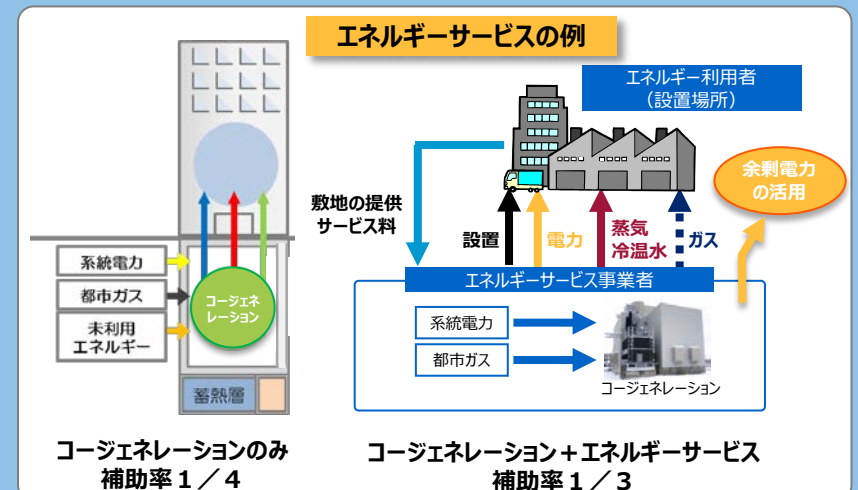 エネルギーサービスの例
系統電力
都市ガス
未利用
エネルギー
コージェネ
レーション
蓄熱層
コージェネレーションのみ
補助率1／4
エネルギー利用者
（設置場所）
余剰電力
の活用
敷地の提供
サービス料
設置
電力
蒸気
冷温水
ガス
エネルギーサービス事業者
系統電力
都市ガス
コージェネレーション
コージェネレーション＋エネルギーサービス
補助率1／3